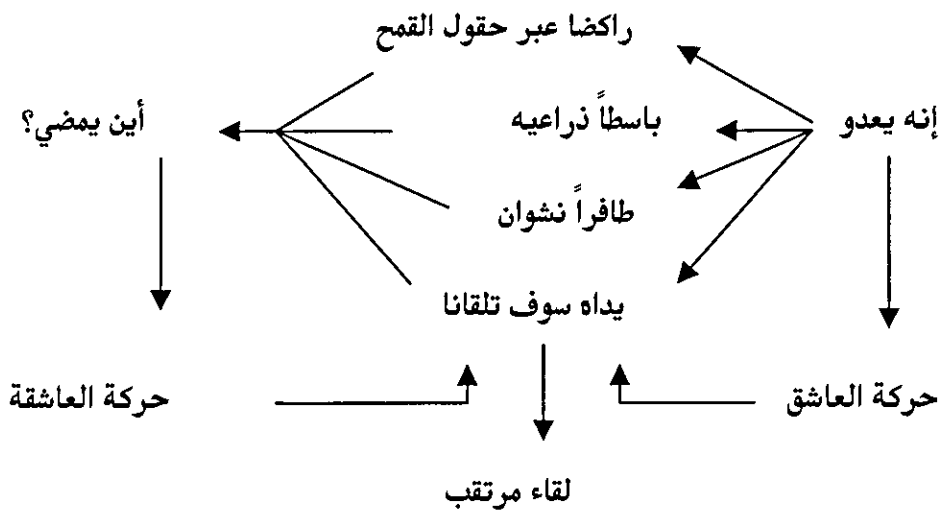 راكضا عبر حقول القمح
إنه يعدو
باسطاً ذراعيه
أين يمضي؟
طافراً نشوان
يداه سوف تلقانا
حركة العاشق
حركة العاشقة
لقاء مرتقب